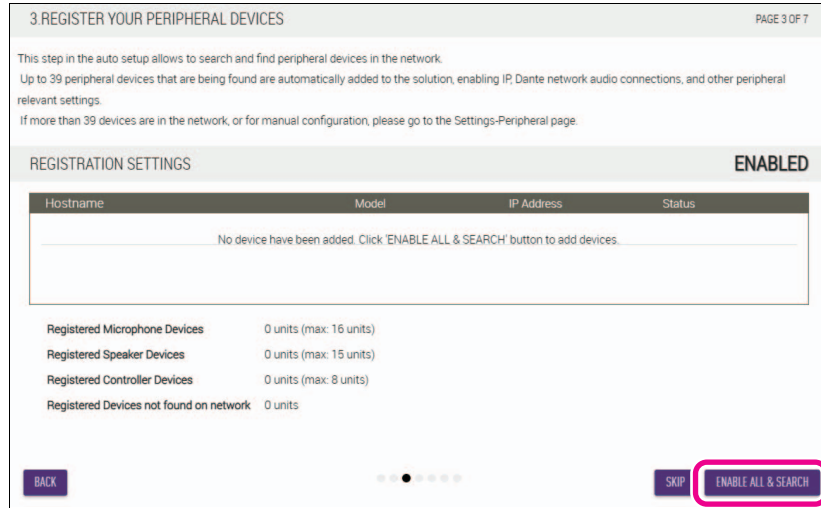 3.REGISTER YOUR PERIPHERAL DEVICES PAGE 3 OF 7
This step in the auto setup allows to search and find peripheral devices in the network.
Up to 39 peripheral devices that are being found are automatically added to the solution, enabling IP, Dante network audio connections, and other peripheral
relevant settings.
If more than 39 devices are in the network, or for manual configuration, please go to the Settings-Peripheral page.
REGISTRATION SETTINGS ENABLED
Hostname Model IP Address Status
No device have been added. Click 'ENABLE ALL & SEARCH' button to add devices.
Registered Microphone Devices 0 units (max: 16 units)
Registered Speaker Devices 0 units (max: 15 units)
Registered Controller Devices 0 units (max: 8 units)
Registered Devices not found on network 0 units
BACK SKIP ENABLE ALL & SEARCH